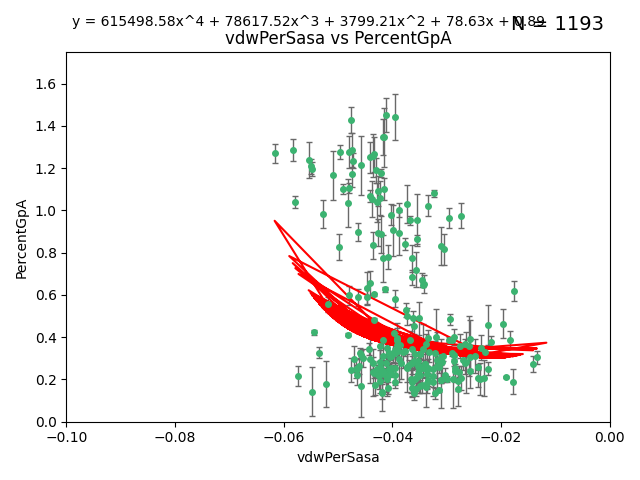 y = 615498.58x^4 + 78617.52x^3 + 3799.21x^2 + 78.63x + 0.89
N = 1193
vdwPerSasa vs PercentGpA
1.6
1.4
1.2
1.0
0.8
0.6
0.4
0.2
0.0
PercentGpA
−0.10 −0.08 −0.06 −0.04 −0.02 0.00
vdwPerSasa